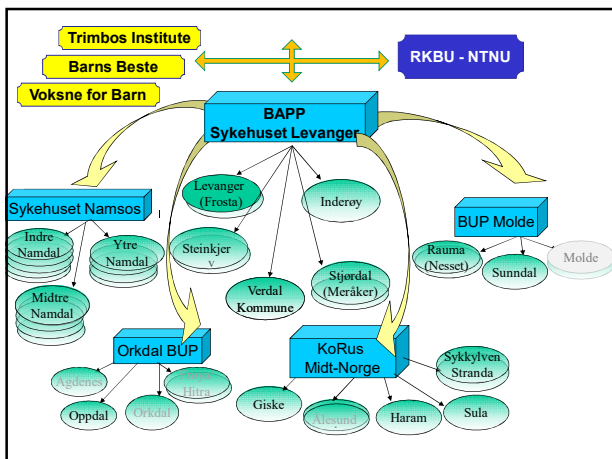 Trimbos Institute
Barns Beste
Voksne for Barn
RKBU - NTNU
BAPP
Sykehuset Levanger
Levanger
(Frosta)
Inderøy
Steinkjer
v
Verdal
Kommune
Stjørdal
(Meråker)
Sykehuset Namsos
Indre
Namdal
Ytre
Namdal
Midtre
Namdal
BUP Molde
Rauma
(Nesset)
Sunndal
Molde
Orkdal BUP
Agdenes
Hitra
Oppdal
Orkdal
KoRus
Midt-Norge
Sykkylven
Stranda
Giske
Ålesund
Haram
Sula